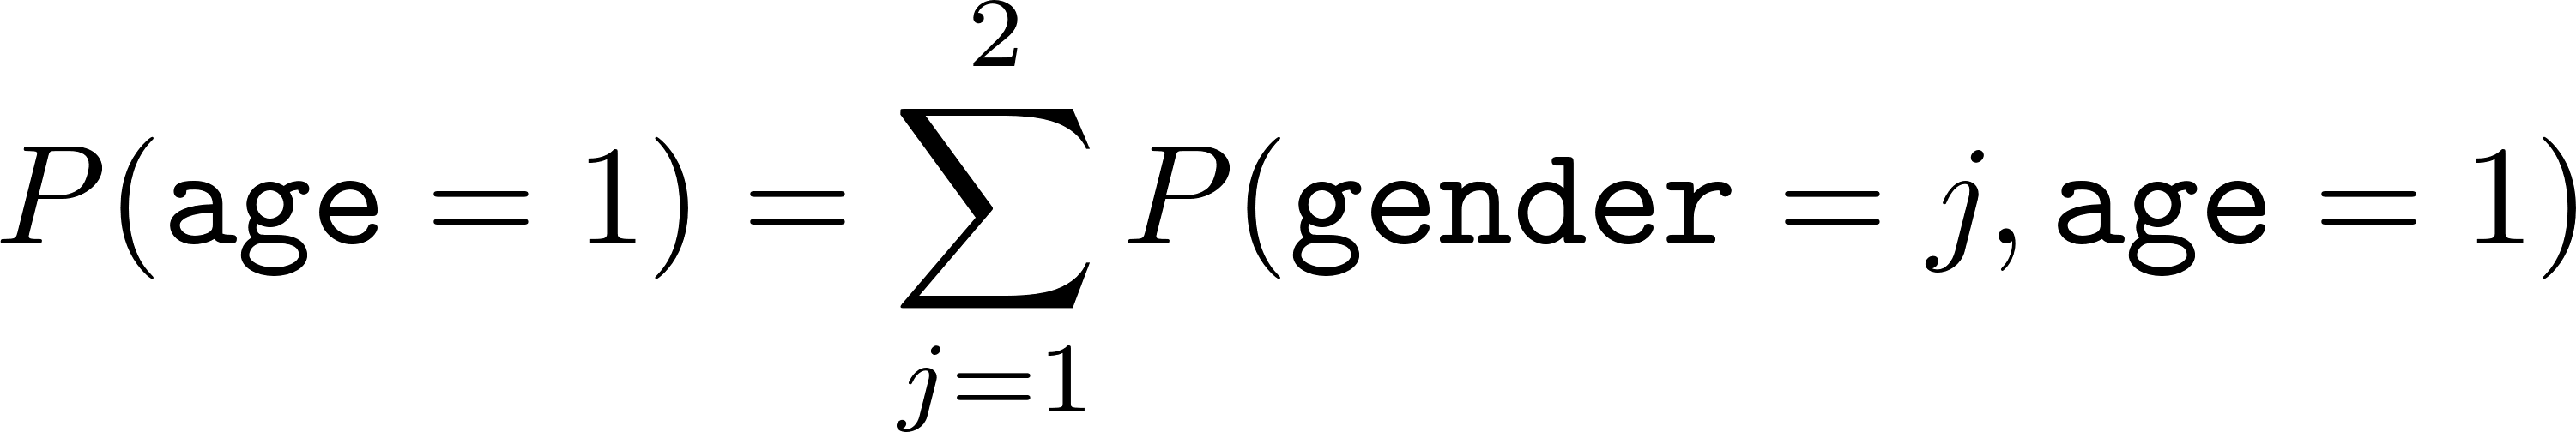 P(age = 1) = \sum_{j=1}^{2} P(gender = j, age = 1)